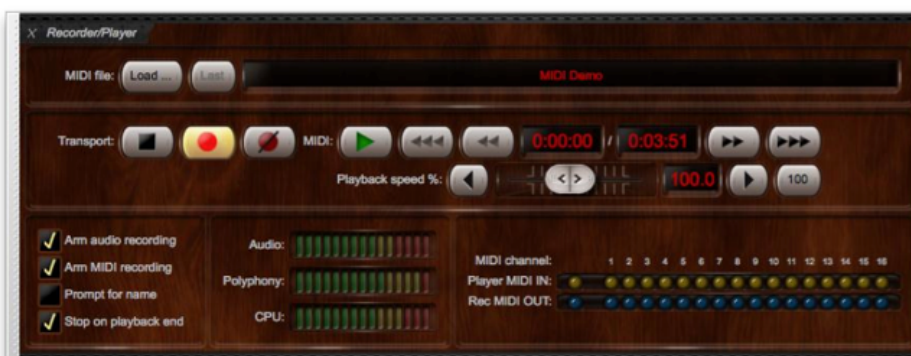 X Recorder/Player
MIDI file: Load ... Last MIDI Demo
Transport: MIDI: 0:00:00 / 0:03:51
Playback speed %: < > 100.0 100
Arm audio recording
Arm MIDI recording
Prompt for name
Stop on playback end
Audio:
Polyphony:
CPU:
MIDI channel: 1 2 3 4 5 6 7 8 9 10 11 12 13 14 15 16
Player MIDI IN:
Rec MIDI OUT: